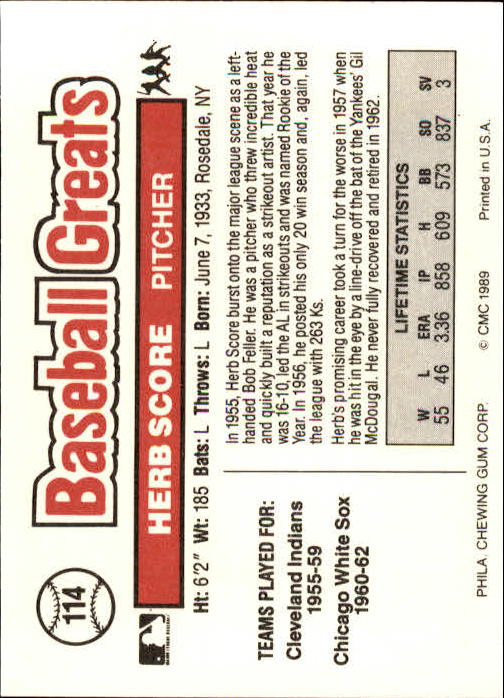 114
Baseball Greats
HERB SCORE PITCHER
MAJOR LEAGUE BASEBALL
Ht: 6'2" Wt: 185 Bats: L Throws: L Born: June 7, 1933, Rosedale, NY
TEAMS PLAYED FOR:
Cleveland Indians
1955-59
Chicago White Sox
1960-62
In 1955, Herb Score burst onto the major league scene as a left-
handed Bob Feller. He was a pitcher who threw incredible heat
and quickly built a reputation as a strikeout artist. That year he
was 16-10, led the AL in strikeouts and was named Rookie of the
Year. In 1956, he posted his only 20 win season and, again, led
the league with 263 Ks.
Herb's promising career took a turn for the worse in 1957 when
he was hit in the eye by a line-drive off the bat of the Yankees' Gil
McDougal. He never fully recovered and retired in 1962.
LIFETIME STATISTICS
W L ERA IP H BB SO SV
55 46 3.36 858 609 573 837 3
PHILA. CHEWING GUM CORP. © CMC 1989 Printed in U.S.A.